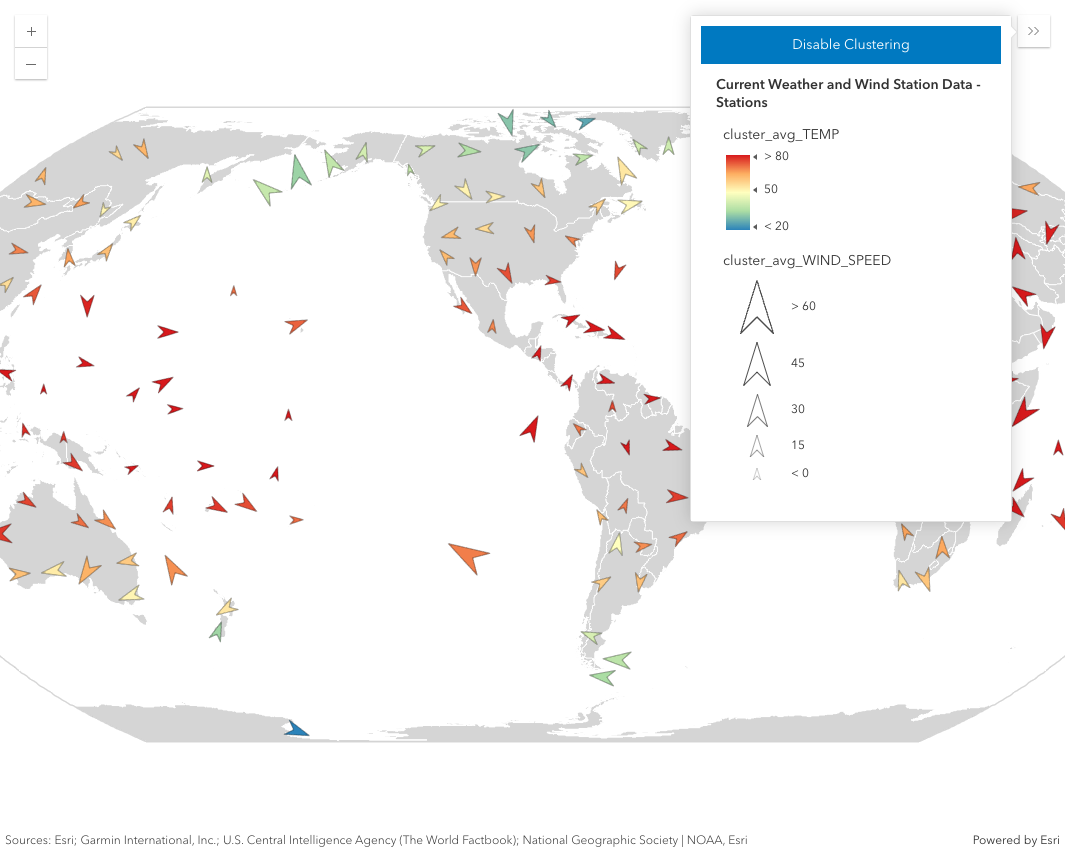 +
−
Disable Clustering
Current Weather and Wind Station Data -
Stations
cluster_avg_TEMP
> 80
50
< 20
cluster_avg_WIND_SPEED
> 60
45
30
15
< 0
Sources: Esri; Garmin International, Inc.; U.S. Central Intelligence Agency (The World Factbook); National Geographic Society | NOAA, Esri
Powered by Esri